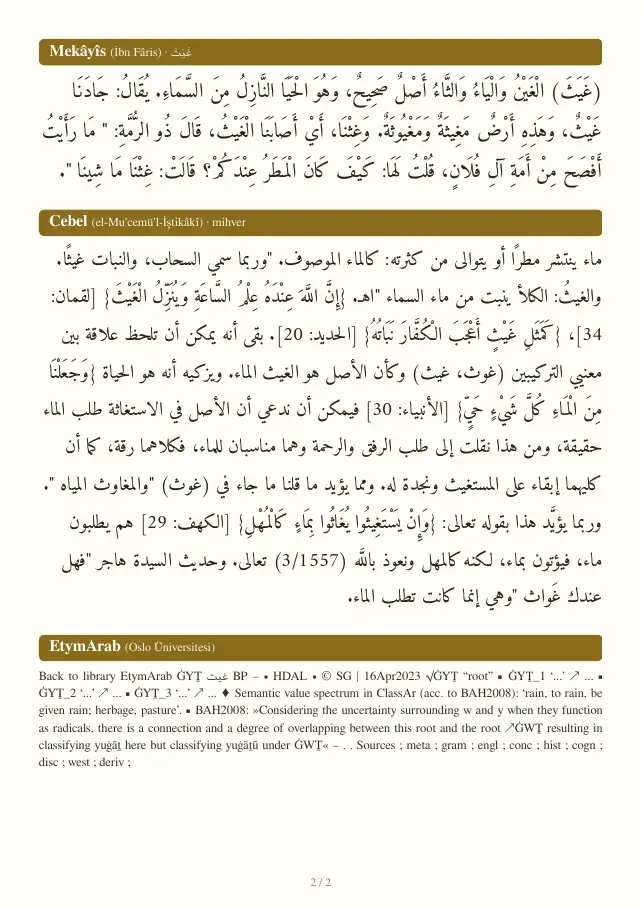 Mekâyîs (İbn Fâris) · غَيَثَ
(غَيَثَ) الْغَيْنُ وَالْيَاءُ وَالثَّاءُ أَصْلٌ صَحِيحٌ، وَهُوَ الْحَيَا النَّازِلُ مِنَ السَّمَاءِ. يُقَالُ: جَادَنَا
غَيْثٌ، وَهَذِهِ أَرْضٌ مَغِيثَةٌ وَمَغْيُوثَةٌ. وَغِثْنَا، أَيْ أَصَابَنَا الْغَيْثُ، قَالَ ذُو الرُّمَّةِ: " مَا رَأَيْتُ
أَفْصَحَ مِنْ أَمَةِ آلِ فُلَانٍ، قُلْتُ لَهَا: كَيْفَ كَانَ الْمَطَرُ عِنْدَكُمْ؟ قَالَتْ: غِثْنَا مَا شِينَا ".
Cebel (el-Mu'cemü'l-İştikâkî) · mihver
ماء ينتشر مطرًا أو يتوالى من كثرته: كالماء الموصوف. "وربما سمي السحاب، والنبات غيثًا.
والغيثُ: الكلأ ينبت من ماء السماء "اهـ. {إِنَّ اللَّهَ عِنْدَهُ عِلْمُ السَّاعَةِ وَيُنَزِّلُ الْغَيْثَ} [لقمان:
34]، {كَمَثَلِ غَيْثٍ أَعْجَبَ الْكُفَّارَ نَبَاتُهُ} [الحديد: 20]. بقى أنه يمكن أن تلحظ علاقة بين
معنيي التركيبين (غوث، غيث) وكأن الأصل هو الغيث الماء. ويزكيه أنه هو الحياة {وَجَعَلْنَا
مِنَ الْمَاءِ كُلَّ شَيْءٍ حَيٍّ} [الأنبياء: 30] فيمكن أن ندعي أن الأصل في الاستغاثة طلب الماء
حقيقة، ومن هذا نقلت إلى طلب الرفق والرحمة وهما مناسبان للماء، فكلاهما رقة، كما أن
كليهما إبقاء على المستغيث ونجدة له. ومما يؤيد ما قلنا ما جاء في (غوث) "والمغاوث المياه ".
وربما يؤيَّد هذا بقوله تعالى: {وَإِنْ يَسْتَغِيثُوا يُغَاثُوا بِمَاءٍ كَالْمُهْلِ} [الكهف: 29] هم يطلبون
ماء، فيؤتون بماء، لكنه كالمهل ونعوذ بالله (3/1557) تعالى. وحديث السيدة هاجر "فهل
عندك غَواث "وهي إنما كانت تطلب الماء.
EtymArab (Oslo Üniversitesi)
Back to library EtymArab ĠYṮ غيث BP – • HDAL • © SG | 16Apr2023 √ĠYṮ “root” ▪ ĠYṮ_1 ‘...’ ↗ ... ▪
ĠYṮ_2 ‘...’ ↗ ... ▪ ĠYṮ_3 ‘...’ ↗ ... ♦ Semantic value spectrum in ClassAr (acc. to BAH2008): ‘rain, to rain, be
given rain; herbage, pasture’. ▪ BAH2008: »Considering the uncertainty surrounding w and y when they function
as radicals, there is a connection and a degree of overlapping between this root and the root ↗ĠWṮ resulting in
classifying yuġāṯ here but classifying yuġāṯū under ĠWṮ« – . . Sources ; meta ; gram ; engl ; conc ; hist ; cogn ;
disc ; west ; deriv ;
2 / 2